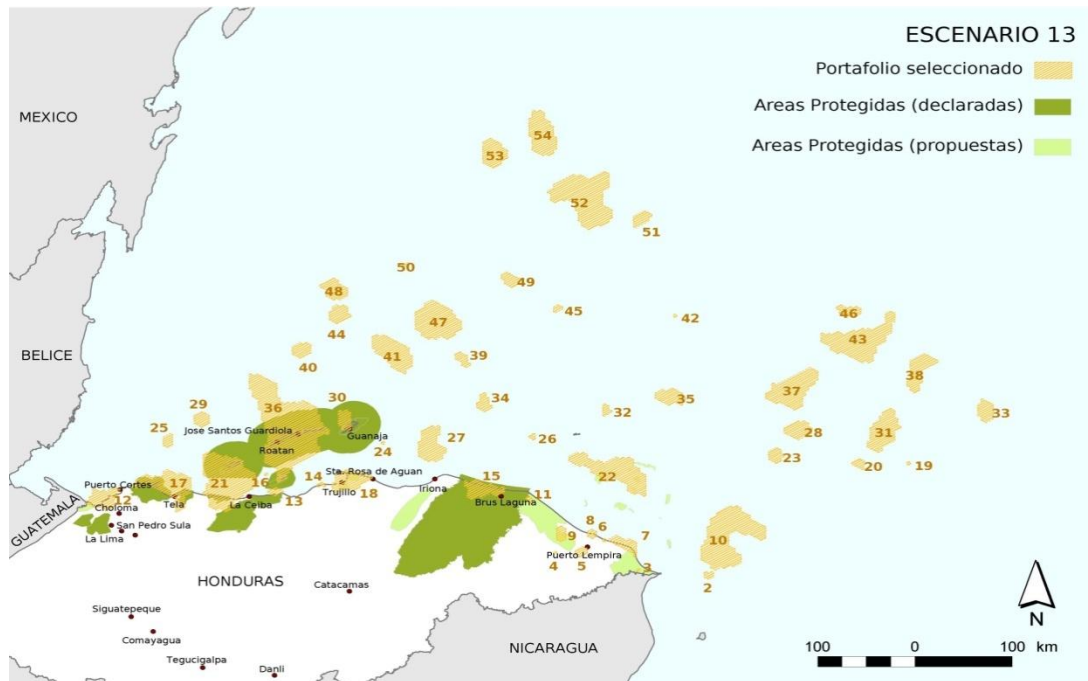 ESCENARIO 13
Portafolio seleccionado
Areas Protegidas (declaradas)
Areas Protegidas (propuestas)
MEXICO
54
53
52
51
50
49
48
45
46
42
47
44
43
41
39
40
38
37
36
35
34
33
32
30
29
28
31
27
26
25
24
23
22
20
19
Jose Santos Guardiola
Guanaja
Roatan
BELICE
Sta. Rosa de Aguan
Trujillo
Iriona
21
16
17
14
18
15
13
12
11
10
9
8
6
7
4
5
3
2
Puerto Cortes
Tela
La Ceiba
Brus Laguna
Choloma
San Pedro Sula
La Lima
GUATEMALA
Puerto Lempira
HONDURAS
Catacamas
Siguatepeque
Comayagua
Tegucigalpa
Danli
NICARAGUA
N
100 0 100 km